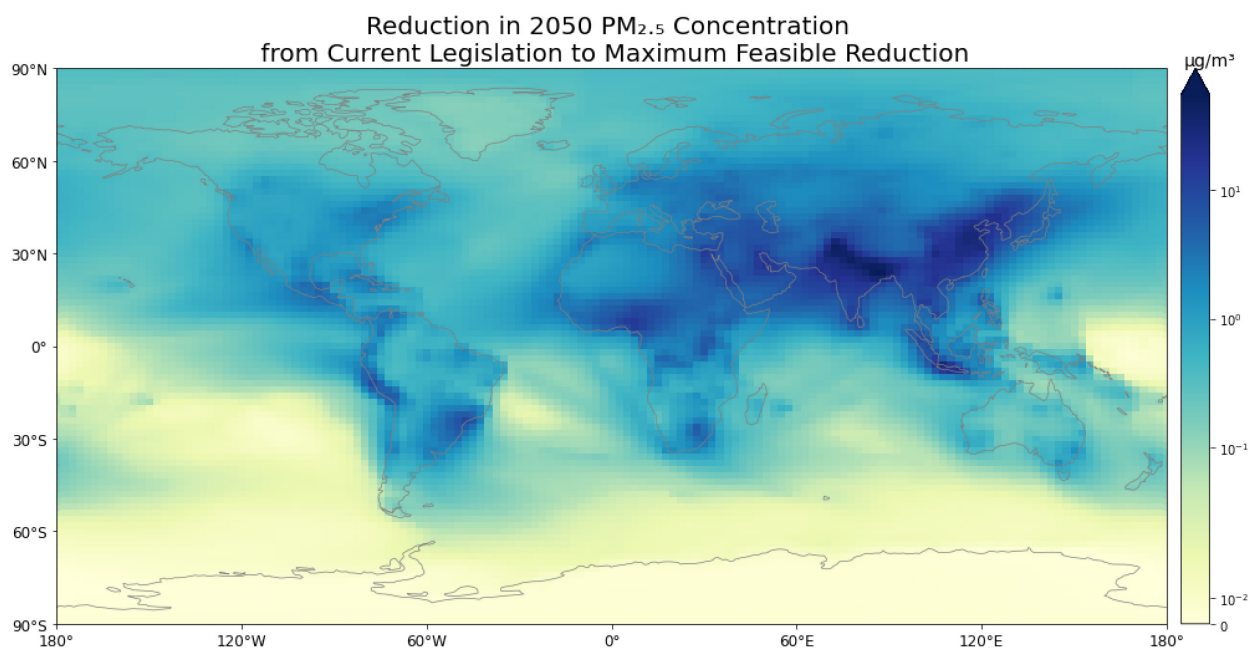 Reduction in 2050 PM₂.₅ Concentration
from Current Legislation to Maximum Feasible Reduction
µg/m³
90°N
60°N
30°N
0°
30°S
60°S
90°S
180°
120°W
60°W
0°
60°E
120°E
180°
10¹
10⁰
10⁻¹
10⁻²
0